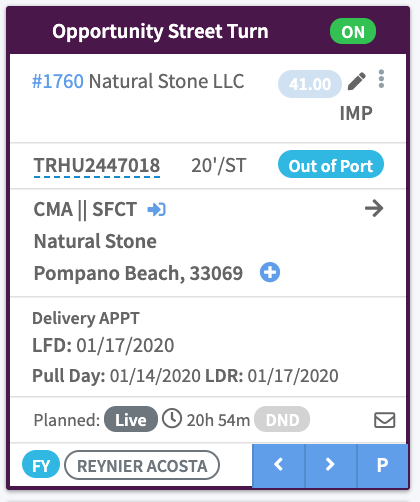 Opportunity Street Turn ON
#1760 Natural Stone LLC 41.00
IMP
TRHU2447018 20'/ST Out of Port
CMA || SFCT
Natural Stone
Pompano Beach, 33069
Delivery APPT
LFD: 01/17/2020
Pull Day: 01/14/2020 LDR: 01/17/2020
Planned: Live 20h 54m DND
FY REYNIER ACOSTA P